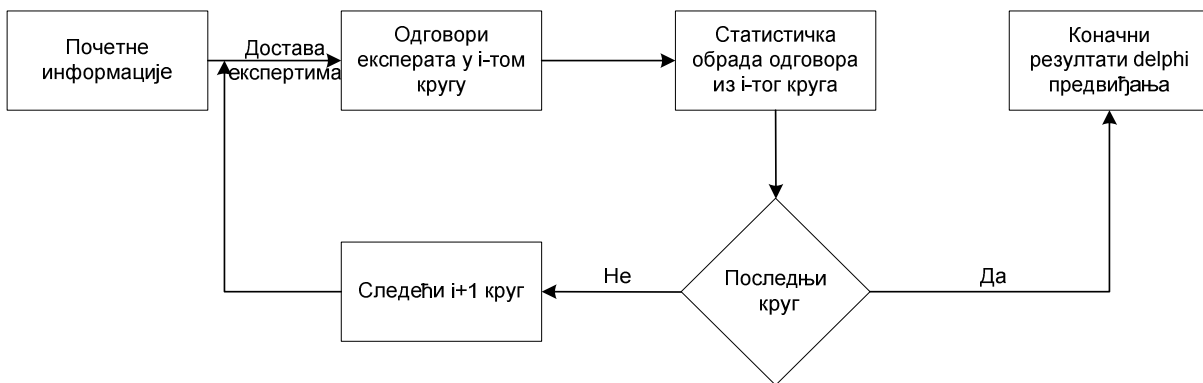 Почетне
информације
Достава
експертима
Одговори
експерата у i-том
кругу
Статистичка
обрада одговора
из i-тог круга
Коначни
резултати delphi
предвиђања
Следећи i+1 круг
Не
Последњи
круг
Да